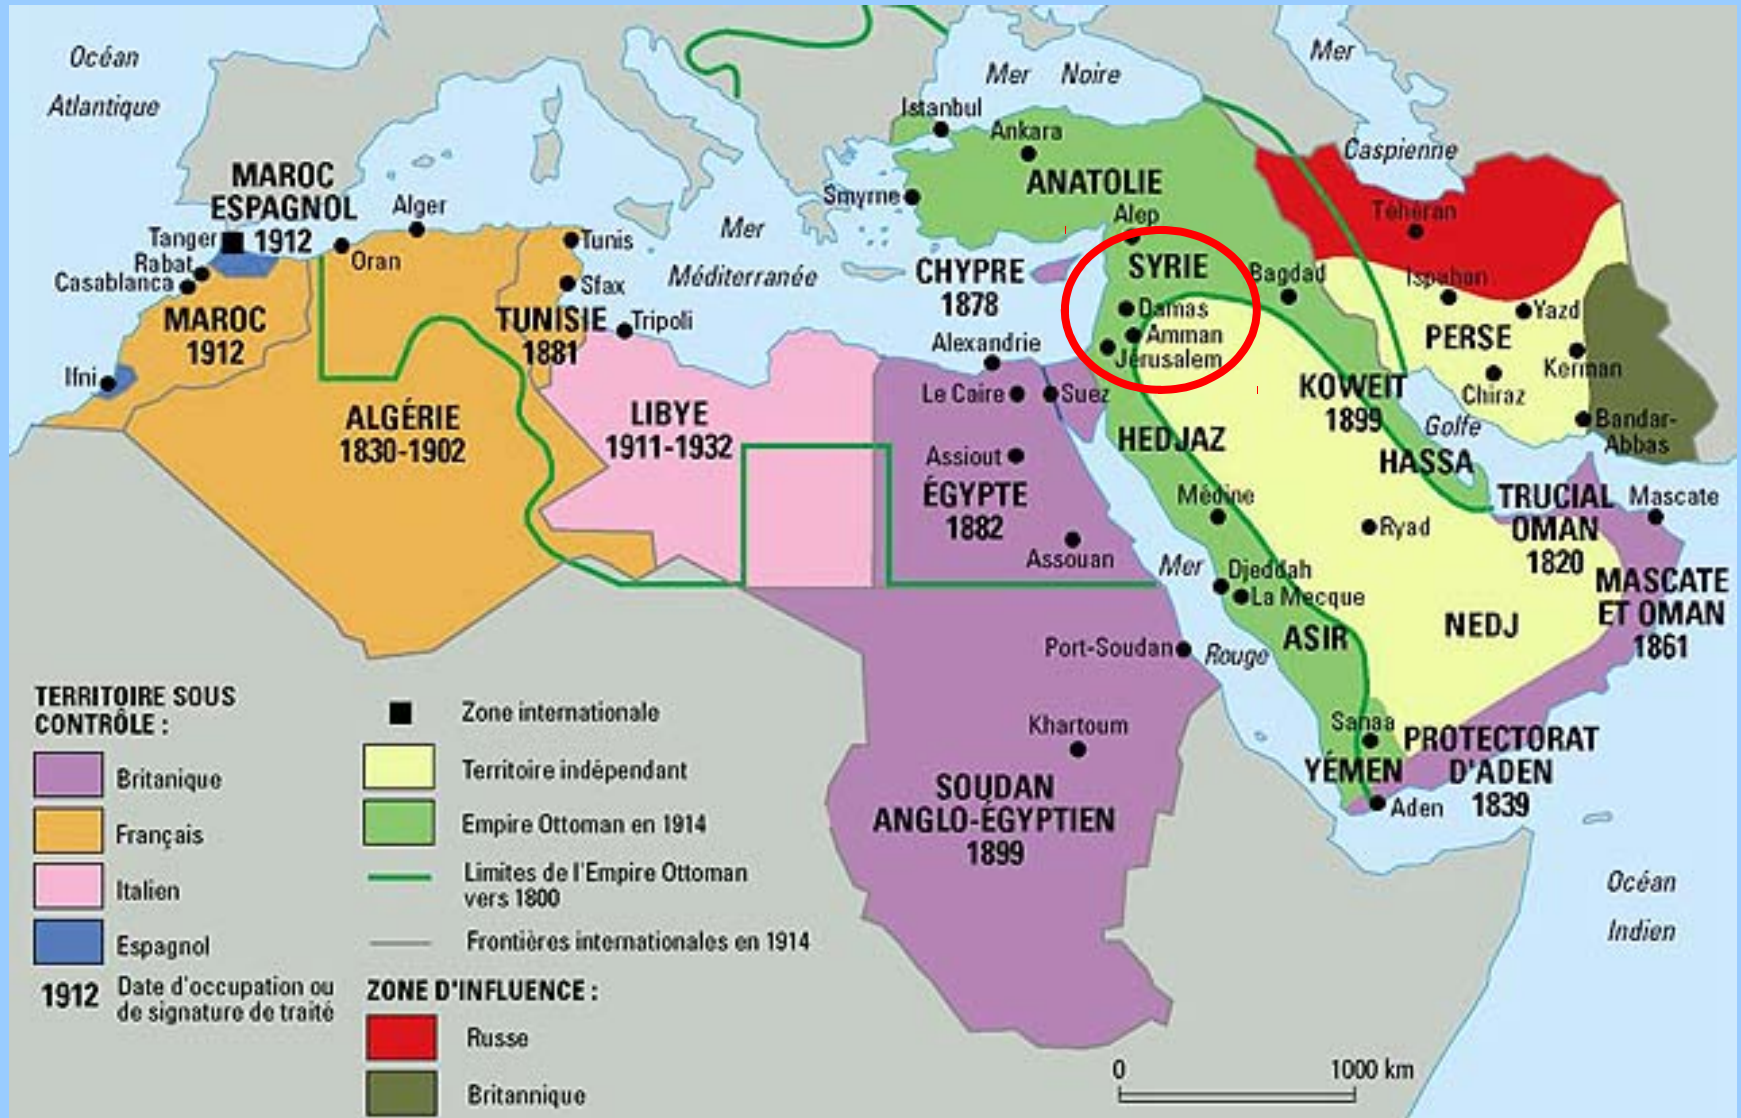 Océan
Atlantique
Mer Noire
Mer
Caspienne
Istanbul
Ankara
ANATOLIE
Smyrne
Alep
MAROC
ESPAGNOL
1912
Alger
Tanger
Rabat
Casablanca
Oran
Tunis
Sfax
Mer
Méditerranée
CHYPRE
1878
SYRIE
Bagdad
Damas
Amman
Jérusalem
Téhéran
Ispahan
Yazd
PERSE
Kerman
Chiraz
Bandar-
Abbas
MAROC
1912
TUNISIE
1881
Tripoli
Alexandrie
Ifni
Le Caire
Suez
KOWEIT
1899
Golfe
ALGÉRIE
1830-1902
LIBYE
1911-1932
Assiout
ÉGYPTE
1882
Assouan
HEDJAZ
HASSA
Médine
Ryad
TRUCIAL
OMAN
1820
Mascate
MASCATE
ET OMAN
1861
Mer
Rouge
Djeddah
La Mecque
ASIR
NEDJ
Port-Soudan
Khartoum
SOUDAN
ANGLO-ÉGYPTIEN
1899
Sanaa
YÉMEN
PROTECTORAT
D'ADEN
1839
Aden
Océan
Indien
TERRITOIRE SOUS
CONTRÔLE :
Britanique
Français
Italien
Espagnol
1912 Date d'occupation ou
de signature de traité
Zone internationale
Territoire indépendant
Empire Ottoman en 1914
Limites de l'Empire Ottoman
vers 1800
Frontières internationales en 1914
ZONE D'INFLUENCE :
Russe
Britannique
0 1000 km